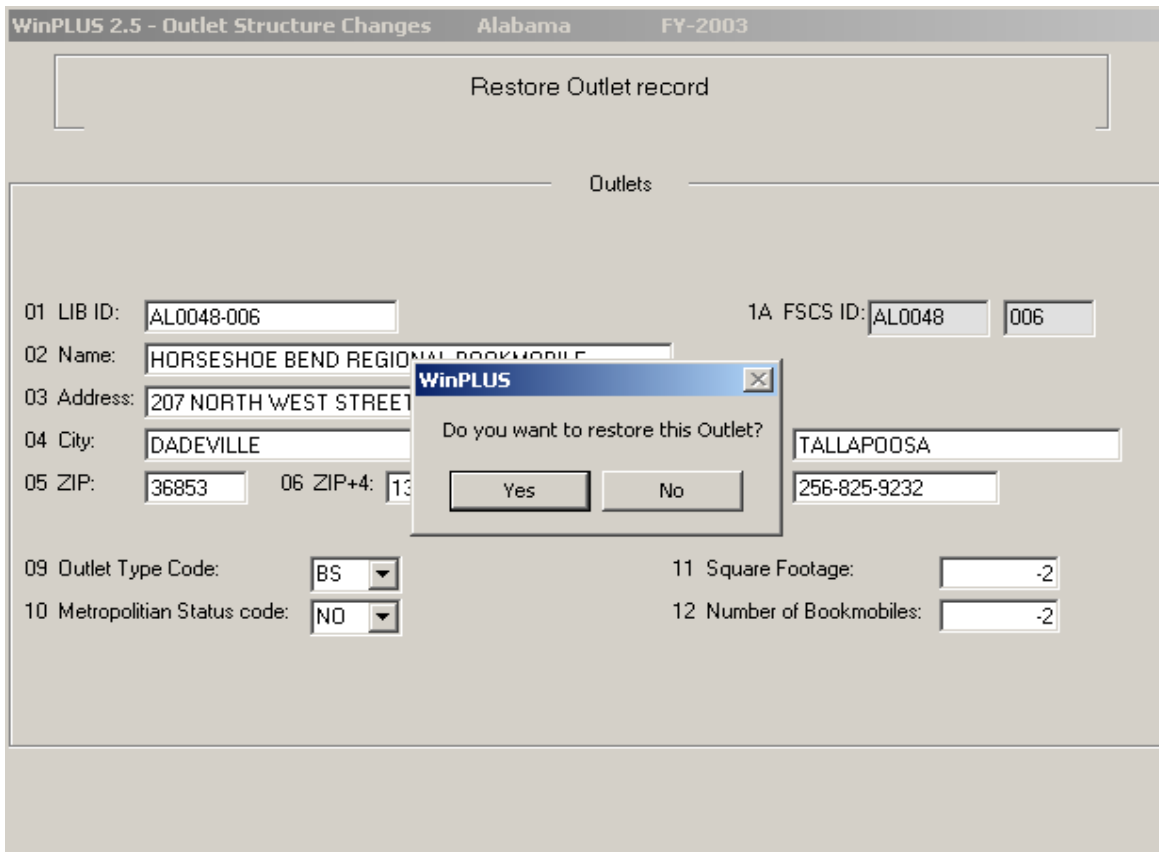 WinPLUS 2.5 - Outlet Structure Changes Alabama FY-2003
Restore Outlet record
Outlets
01 LIB ID: AL0048-006 1A FSCS ID: AL0048 006
02 Name: HORSESHOE BEND REGIONAL BOOKMOBILE
WinPLUS
03 Address: 207 NORTH WEST STREET
Do you want to restore this Outlet?
04 City: DADEVILLE TALLAPOOSA
05 ZIP: 36853 06 ZIP+4: 13 Yes No 256-825-9232
09 Outlet Type Code: BS 11 Square Footage: -2
10 Metropolitian Status code: NO 12 Number of Bookmobiles: -2